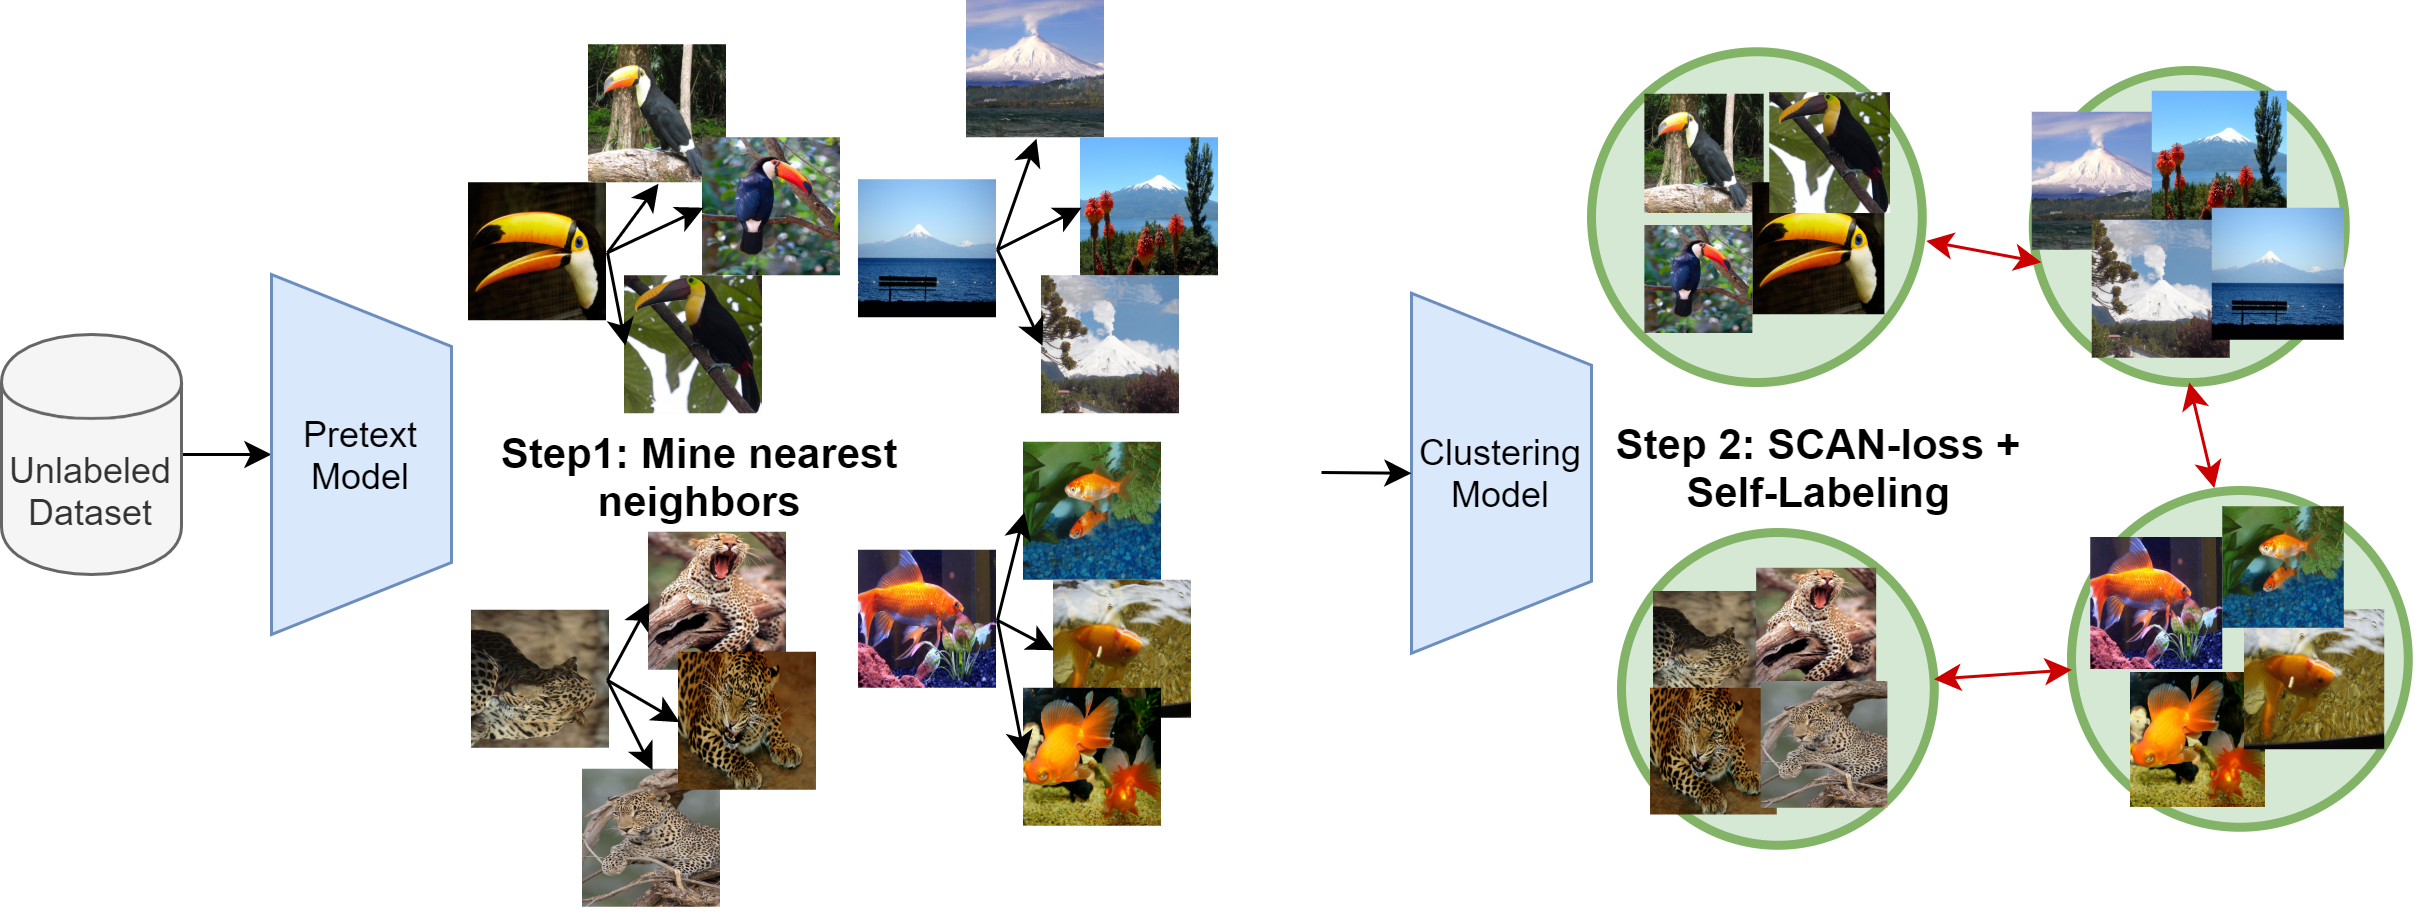 Unlabeled
Dataset
Pretext
Model
Step1: Mine nearest
neighbors
Clustering
Model
Step 2: SCAN-loss +
Self-Labeling